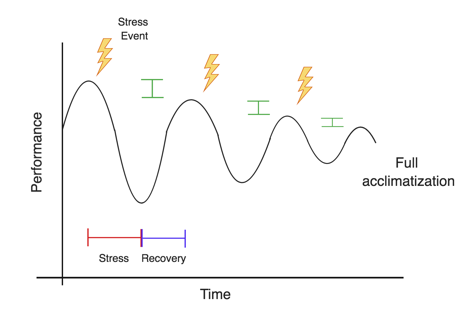 Stress
Event
Performance
Full
acclimatization
Stress
Recovery
Time